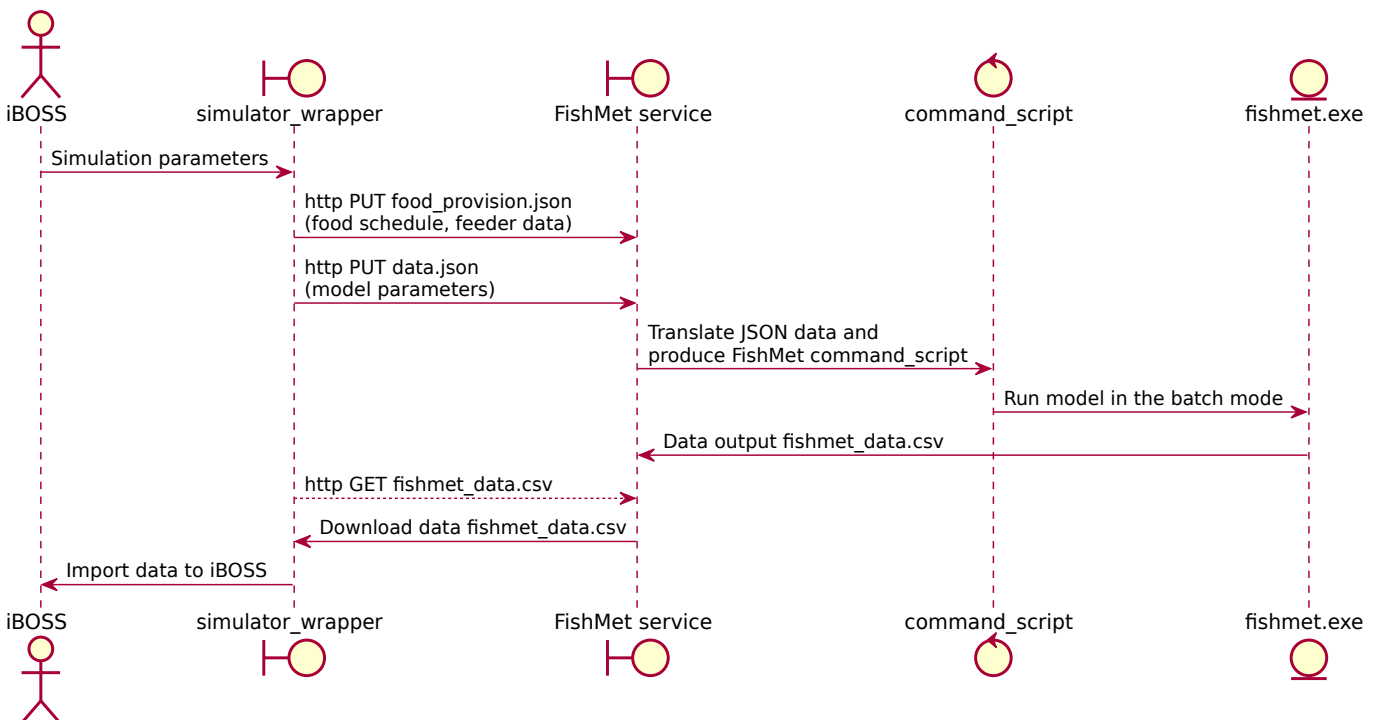 iBOSS
simulator_wrapper
FishMet service
command_script
fishmet.exe
Simulation parameters
http PUT food_provision.json
(food schedule, feeder data)
http PUT data.json
(model parameters)
Translate JSON data and
produce FishMet command_script
Run model in the batch mode
Data output fishmet_data.csv
http GET fishmet_data.csv
Download data fishmet_data.csv
Import data to iBOSS
iBOSS
simulator_wrapper
FishMet service
command_script
fishmet.exe